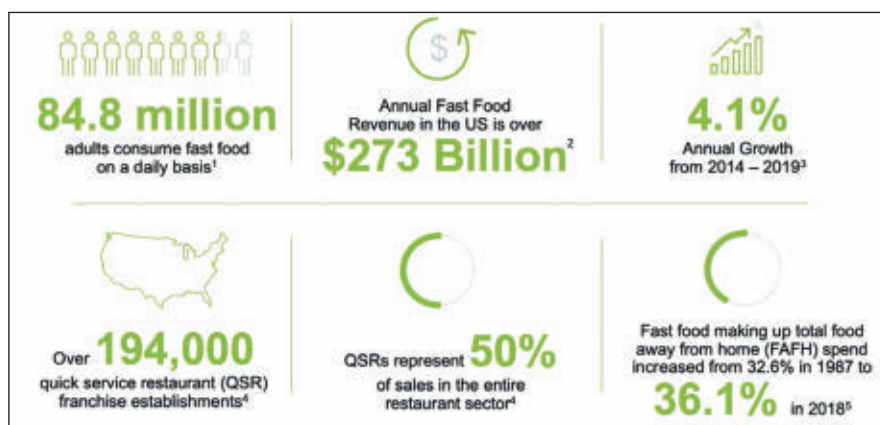 $
84.8 million
adults consume fast food
on a daily basis¹
Annual Fast Food
Revenue in the US is over
$273 Billion²
4.1%
Annual Growth
from 2014 – 2019³
Over 194,000
quick service restaurant (QSR)
franchise establishments⁴
QSRs represent 50%
of sales in the entire
restaurant sector⁴
Fast food making up total food
away from home (FAFH) spend
increased from 32.6% in 1987 to
36.1% in 2018⁵